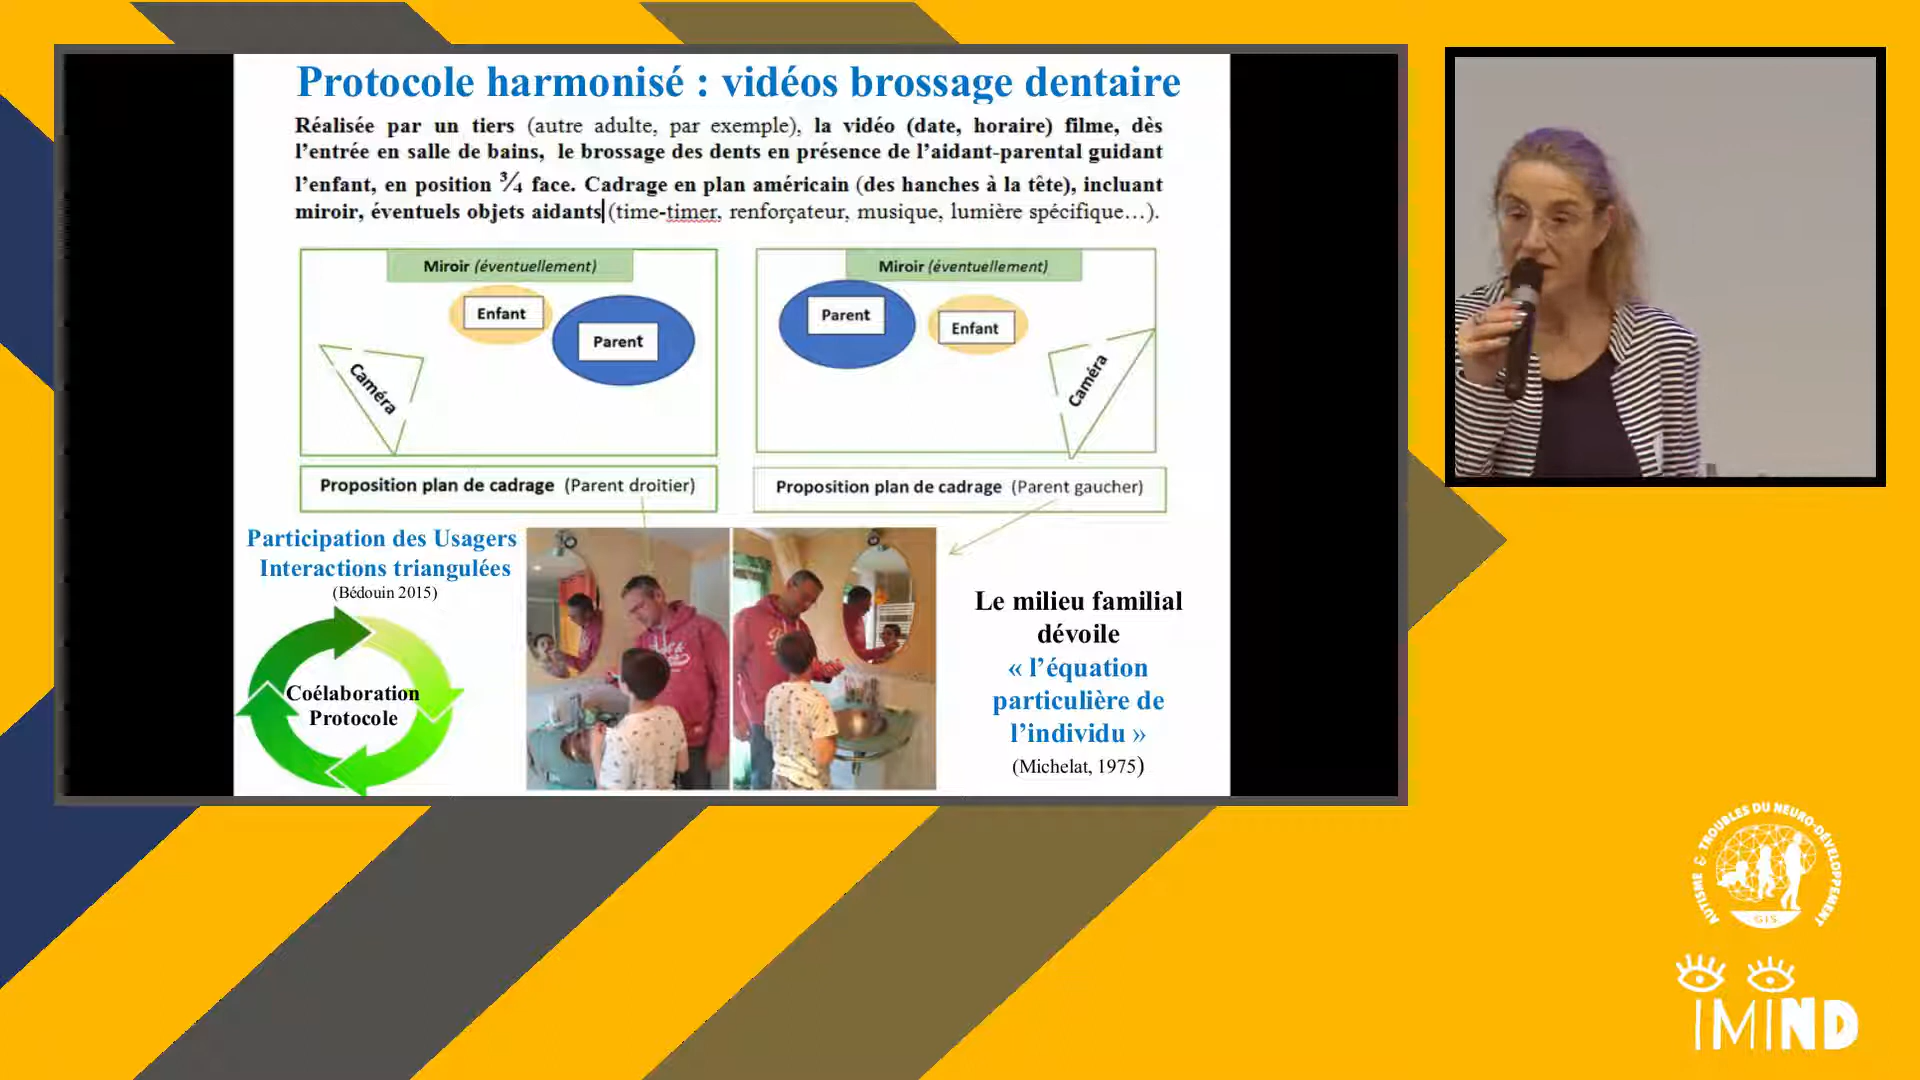 Protocole harmonisé : vidéos brossage dentaire
Réalisée par un tiers (autre adulte, par exemple), la vidéo (date, horaire) filme, dès
l'entrée en salle de bains, le brossage des dents en présence de l'aidant-parental guidant
l'enfant, en position ¾ face. Cadrage en plan américain (des hanches à la tête), incluant
miroir, éventuels objets aidants (time-timer, renforçateur, musique, lumière spécifique…).
Miroir (éventuellement)
Enfant
Parent
Caméra
Proposition plan de cadrage (Parent droitier)
Miroir (éventuellement)
Parent
Enfant
Caméra
Proposition plan de cadrage (Parent gaucher)
Participation des Usagers
Interactions triangulées
(Bédouin 2015)
Coélaboration
Protocole
Le milieu familial
dévoile
« l'équation
particulière de
l'individu »
(Michelat, 1975)
AUTISME & TROUBLES DU NEURO-DÉVELOPPEMENT
GIS
IMIND